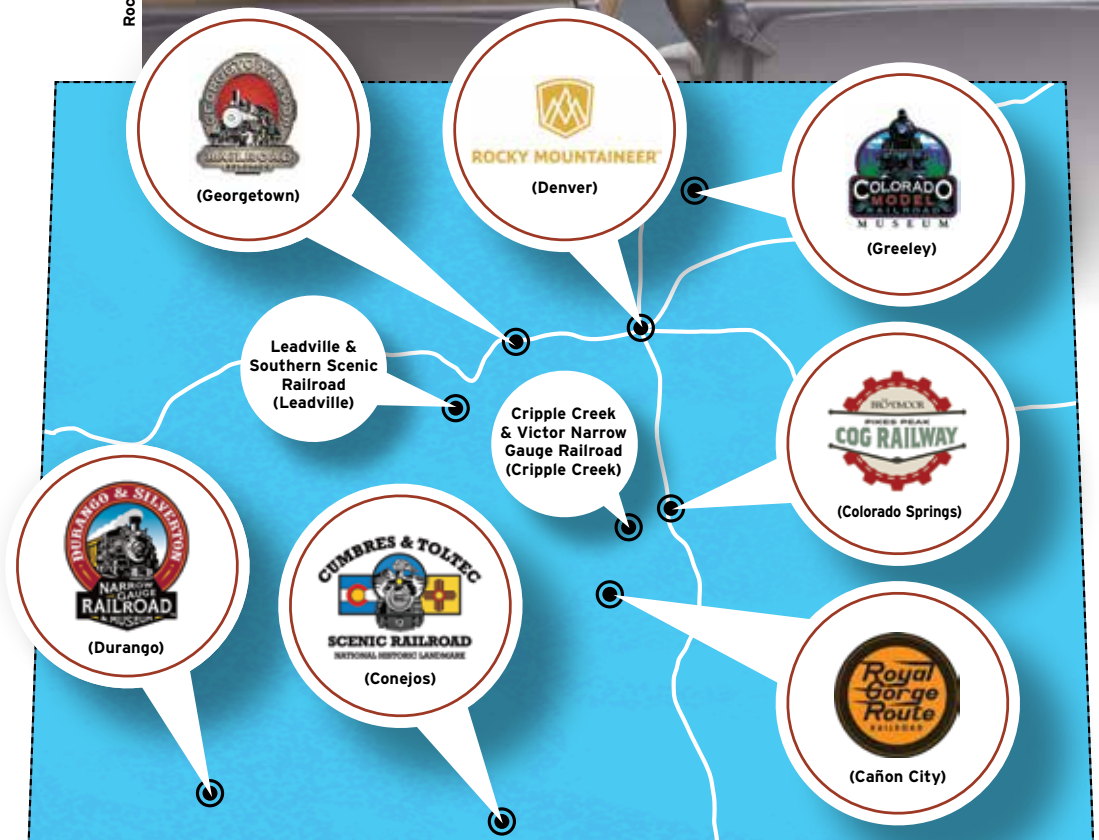 Roc
GEORGETOWN LOOP
RAILROAD
(Georgetown)
ROCKY MOUNTAINEER
(Denver)
COLORADO
MODEL
RAILROAD
MUSEUM
(Greeley)
Leadville &
Southern Scenic
Railroad
(Leadville)
Cripple Creek
& Victor Narrow
Gauge Railroad
(Cripple Creek)
BROADMOOR
PIKES PEAK
COG RAILWAY
(Colorado Springs)
DURANGO & SILVERTON
NARROW
GAUGE
RAILROAD
& MUSEUM
(Durango)
CUMBRES & TOLTEC
SCENIC RAILROAD
NATIONAL HISTORIC LANDMARK
(Conejos)
Royal
Gorge
Route
RAILROAD
(Cañon City)